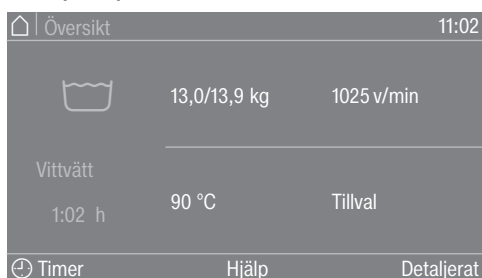 Översikt 11:02
13,0/13,9 kg 1025 v/min
Vittvätt
1:02 h
90 °C Tillval
Timer Hjälp Detaljerat